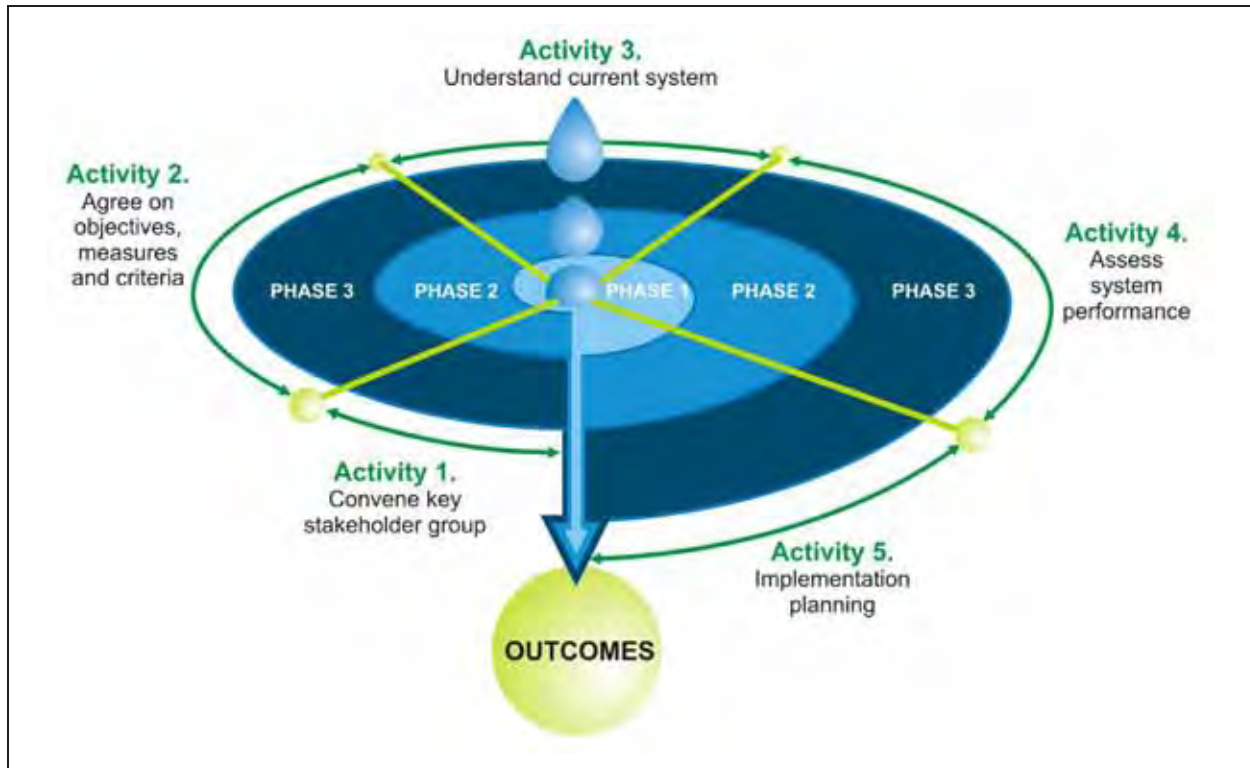 Activity 3.
Understand current system
Activity 2.
Agree on
objectives,
measures
and criteria
Activity 4.
Assess
system
performance
PHASE 3
PHASE 2
PHASE 1
PHASE 2
PHASE 3
Activity 1.
Convene key
stakeholder group
Activity 5.
Implementation
planning
OUTCOMES